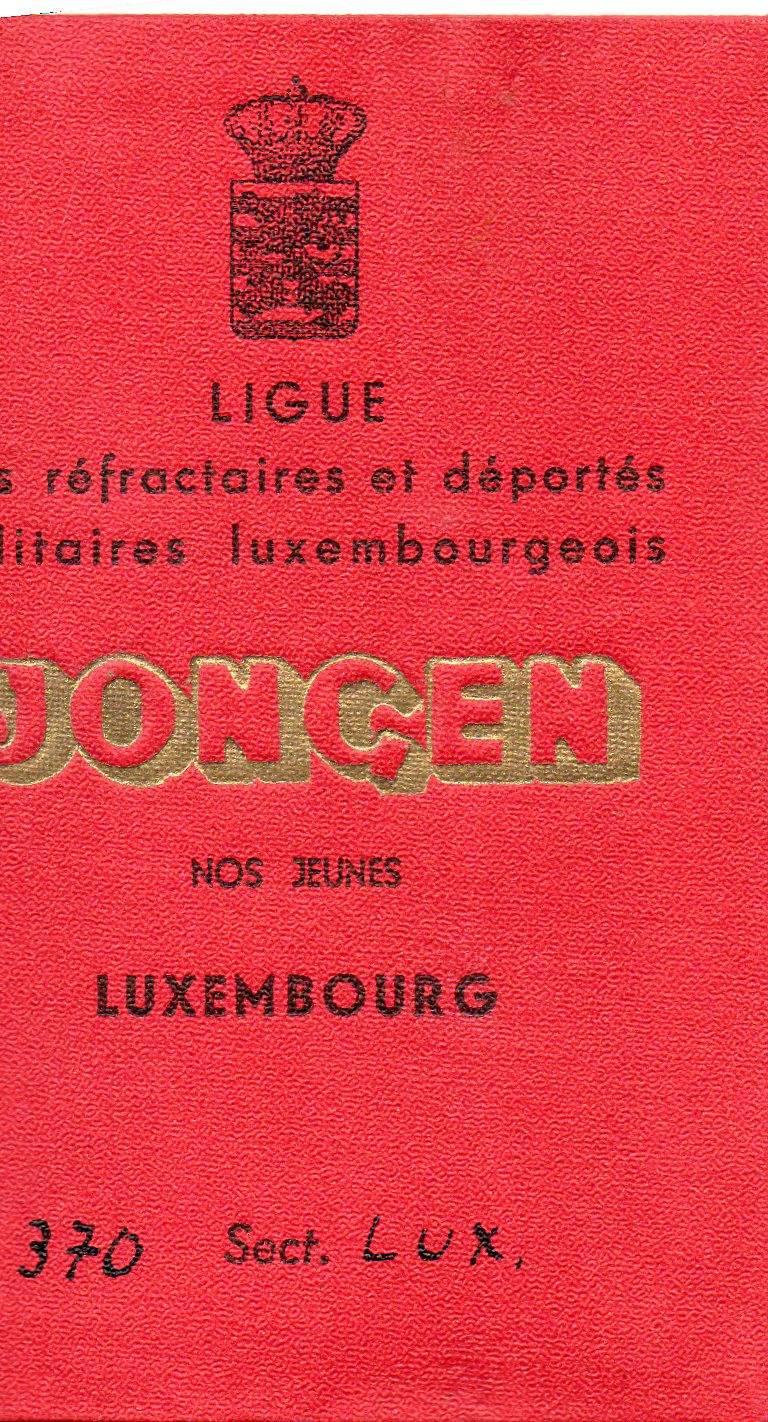 LIGUE
s réfractaires et déportés
litaires luxembourgeois
JONGEN
NOS JEUNES
LUXEMBOURG
370 Sect. LUX.